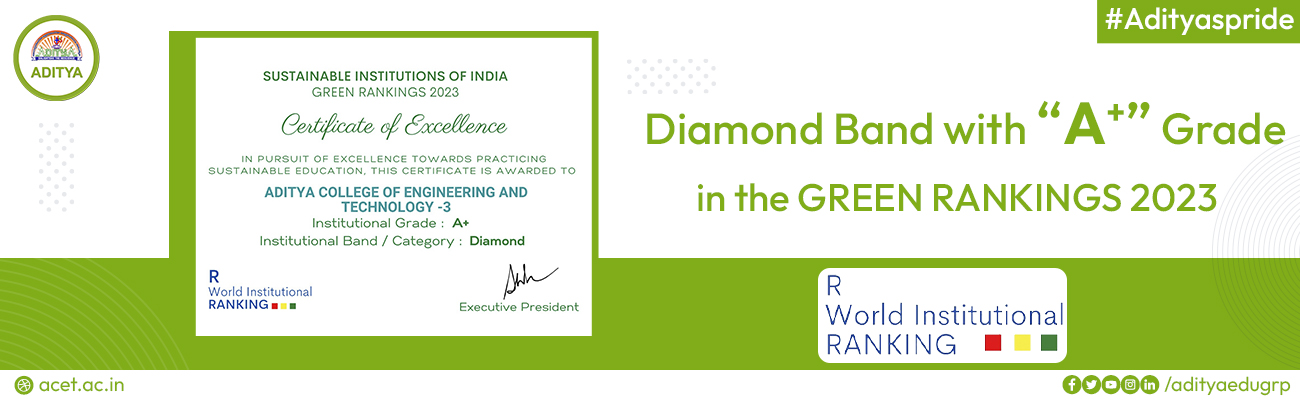 #Adityaspride
ADITYA
ADITYA
SUSTAINABLE INSTITUTIONS OF INDIA
GREEN RANKINGS 2023
Certificate of Excellence
IN PURSUIT OF EXCELLENCE TOWARDS PRACTICING
SUSTAINABLE EDUCATION, THIS CERTIFICATE IS AWARDED TO
ADITYA COLLEGE OF ENGINEERING AND
TECHNOLOGY -3
Institutional Grade : A+
Institutional Band / Category : Diamond
R
World Institutional
RANKING
Executive President
Diamond Band with “A+” Grade
in the GREEN RANKINGS 2023
R
World Institutional
RANKING
acet.ac.in
/adityaedugrp